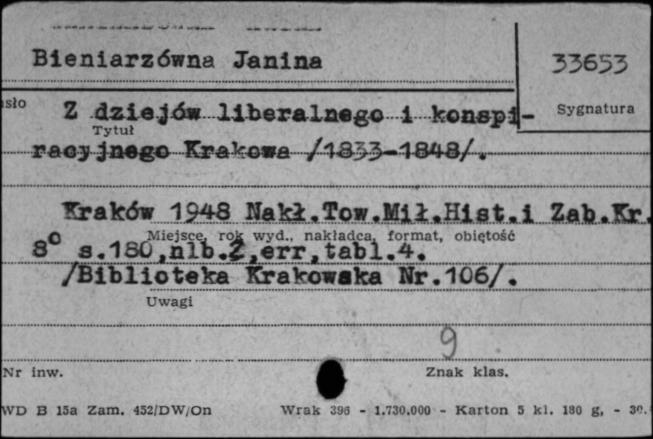 Bieniarzówna Janina
33653
sło
Z dziejów liberalnego i konspi-
Sygnatura
Tytuł
racyjnego Krakowa /1833-1848/.
Kraków 1948 Nakł.Tow.Mił.Hist.i Zab.Kr.
Miejsce, rok wyd., nakładca, format, objętość
8° s.180,nlb.2,err,tabl.4.
/Biblioteka Krakowska Nr.106/.
Uwagi
9
Nr inw.
Znak klas.
WD B 15a Zam. 452/DW/On Wrak 396 - 1.730.000 - Karton 5 kl. 180 g, - 30.